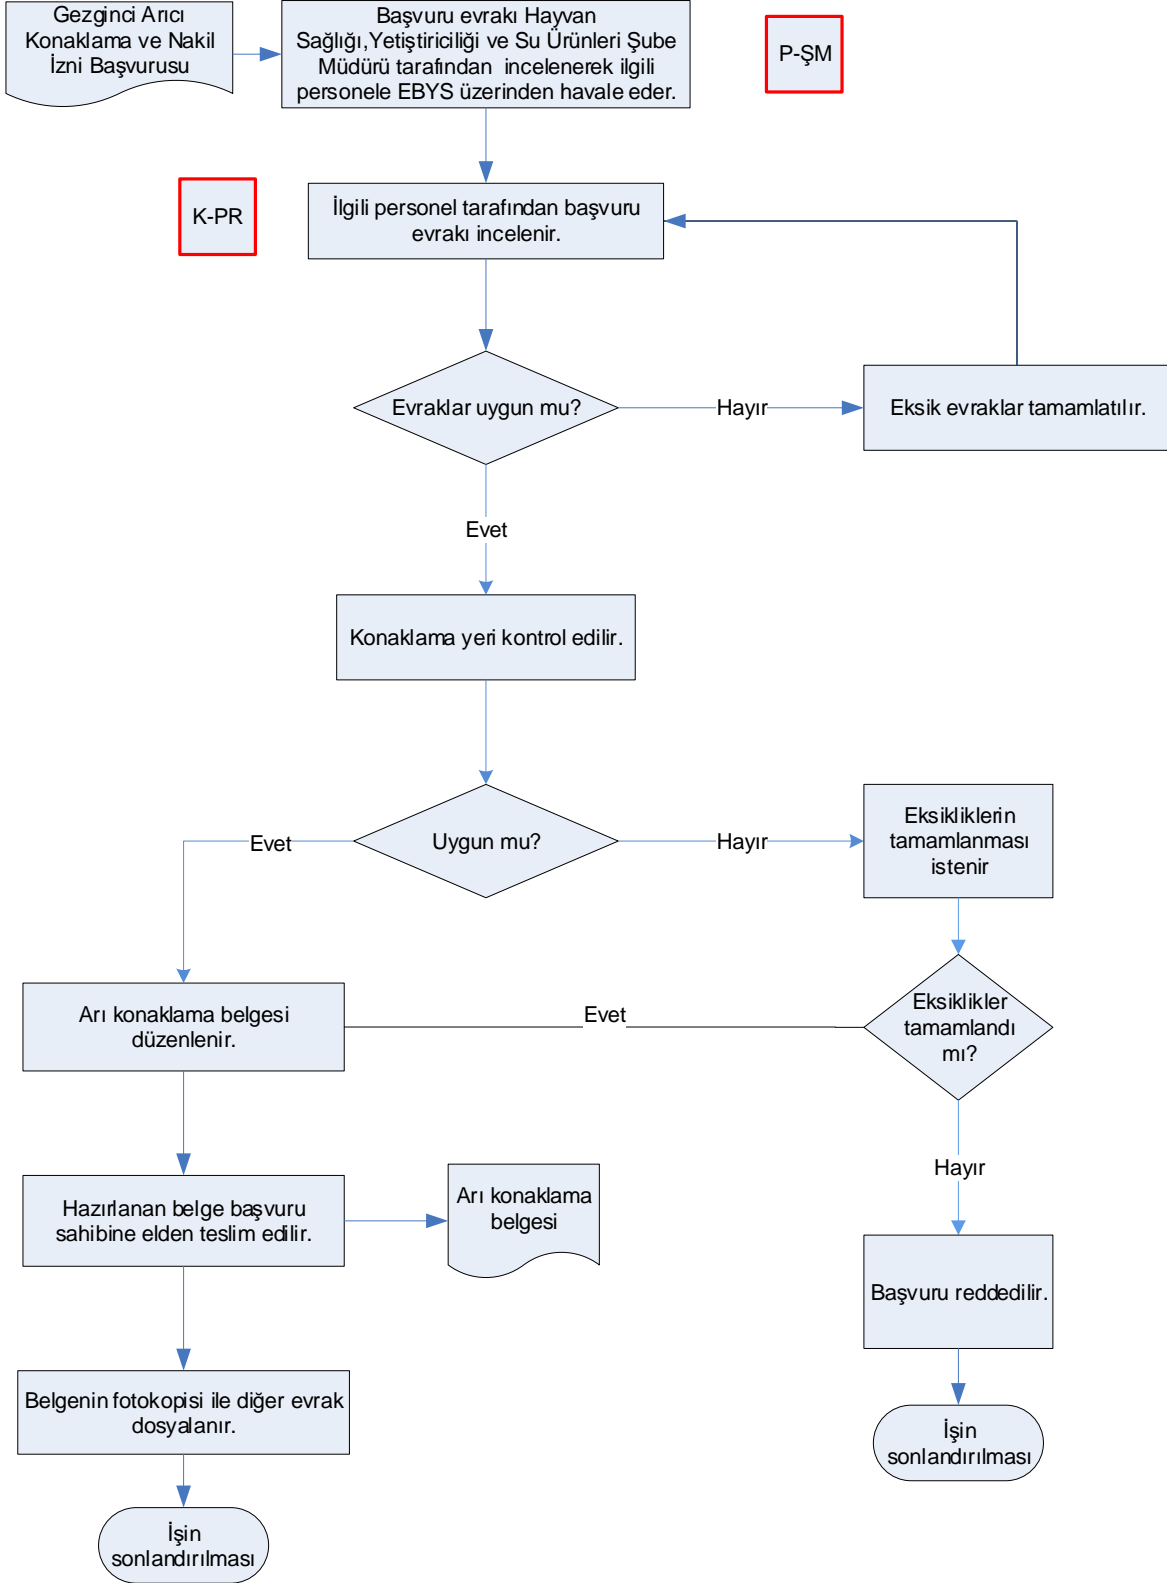 Gezginci Arıcı
Konaklama ve Nakil
İzni Başvurusu
Başvuru evrakı Hayvan
Sağlığı,Yetiştiriciliği ve Su Ürünleri Şube
Müdürü tarafından incelenerek ilgili
personele EBYS üzerinden havale eder.
P-ŞM
K-PR
İlgili personel tarafından başvuru
evrakı incelenir.
Evraklar uygun mu?
Hayır
Eksik evraklar tamamlatılır.
Evet
Konaklama yeri kontrol edilir.
Uygun mu?
Evet
Hayır
Eksikliklerin
tamamlanması
istenir
Arı konaklama belgesi
düzenlenir.
Evet
Eksiklikler
tamamlandı
mı?
Hayır
Hazırlanan belge başvuru
sahibine elden teslim edilir.
Arı konaklama
belgesi
Başvuru reddedilir.
Belgenin fotokopisi ile diğer evrak
dosyalanır.
İşin
sonlandırılması
İşin
sonlandırılması